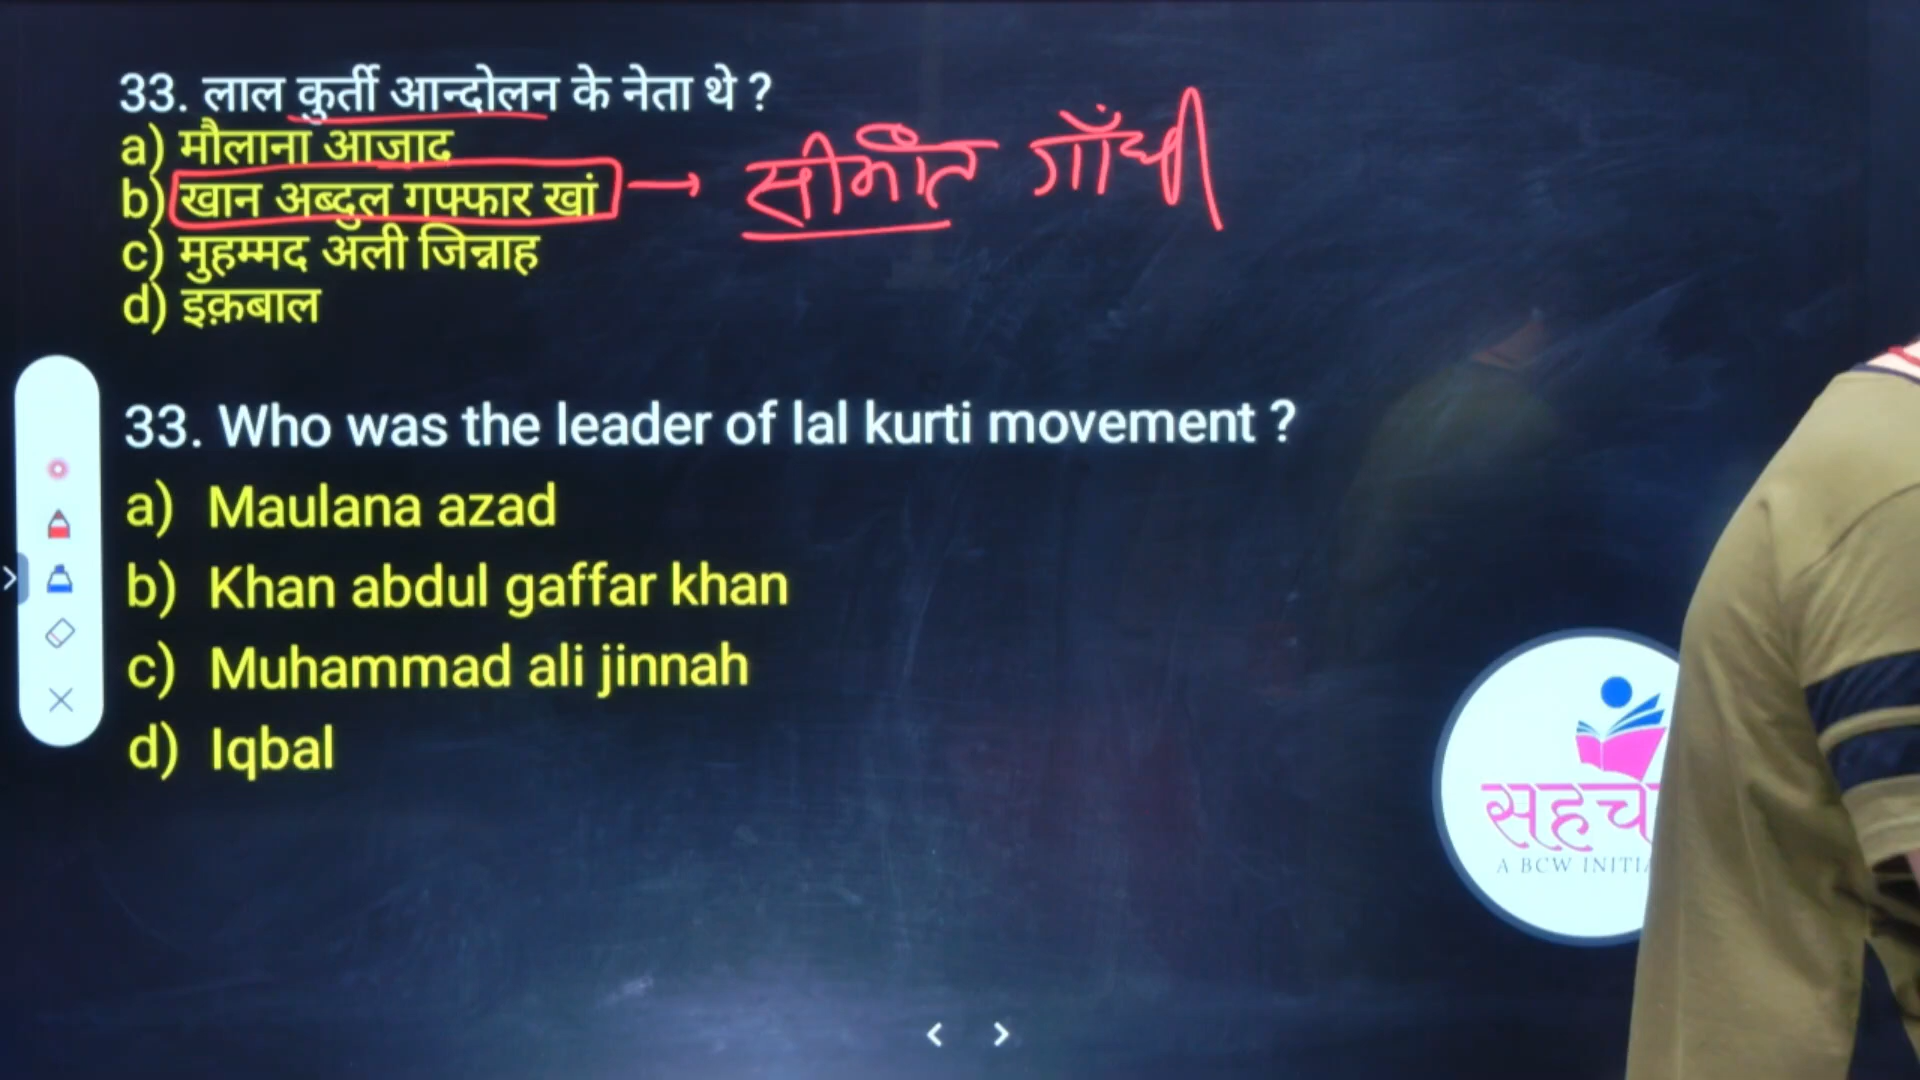 33. लाल कुर्ती आन्दोलन के नेता थे ?
a) मौलाना आजाद
b) खान अब्दुल गफ्फार खां → सीमांत गाँधी
c) मुहम्मद अली जिन्नाह
d) इक़बाल
33. Who was the leader of lal kurti movement ?
a) Maulana azad
b) Khan abdul gaffar khan
c) Muhammad ali jinnah
d) Iqbal
सहच
A BCW INITIA